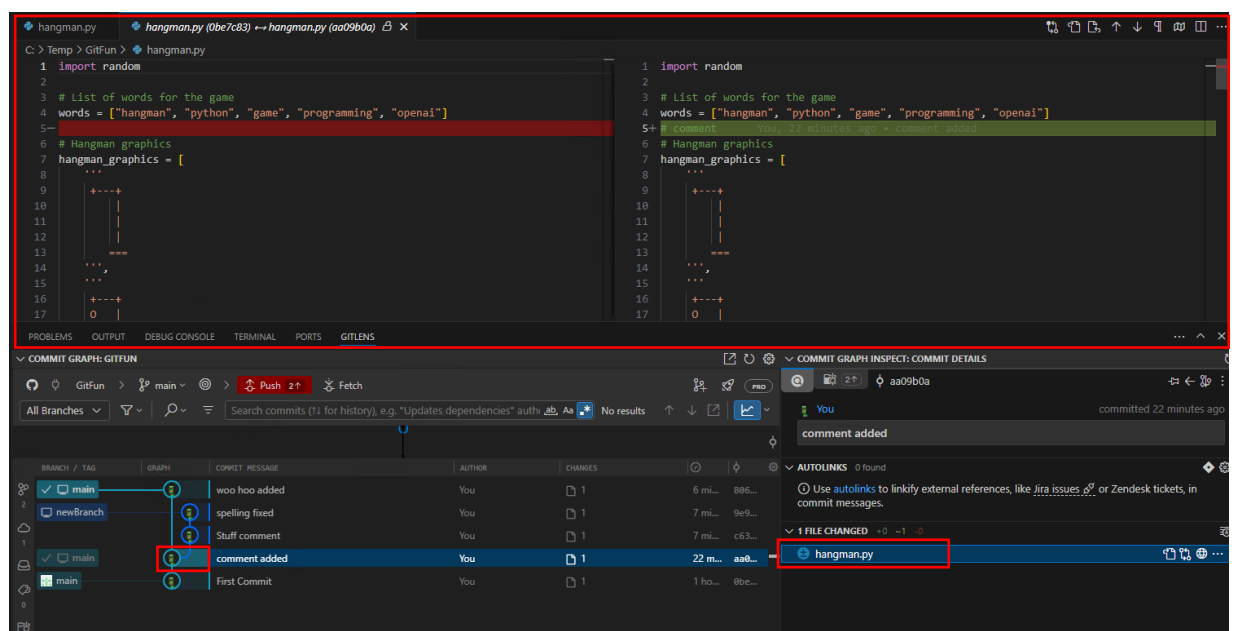 hangman.py hangman.py (0be7c83) ↔ hangman.py (aa09b0a)
C: > Temp > GitFun > hangman.py
1 import random
2
3 # List of words for the game
4 words = ["hangman", "python", "game", "programming", "openai"]
5−
6 # Hangman graphics
7 hangman_graphics = [
8 '''
9 +---+
10 |
11 |
12 |
13 ===
14 ''',
15 '''
16 +---+
17 O |
1 import random
2
3 # List of words for the game
4 words = ["hangman", "python", "game", "programming", "openai"]
5+ # comment You, 22 minutes ago • comment added
6 # Hangman graphics
7 hangman_graphics = [
8 '''
9 +---+
10 |
11 |
12 |
13 ===
14 ''',
15 '''
16 +---+
17 O |
PROBLEMS OUTPUT DEBUG CONSOLE TERMINAL PORTS GITLENS
COMMIT GRAPH: GITFUN
GitFun > main > Push 2↑ Fetch PRO
All Branches Search commits (↑↓ for history), e.g. "Updates dependencies" auth ab, Aa .* No results
BRANCH / TAG GRAPH COMMIT MESSAGE AUTHOR CHANGES
main woo hoo added You 1 6 mi... 806...
newBranch spelling fixed You 1 7 mi... 9e9...
Stuff comment You 1 7 mi... c63...
main comment added You 1 22 m... aa0...
main First Commit You 1 1 ho... 0be...
2
1
0
COMMIT GRAPH INSPECT: COMMIT DETAILS
2↑ aa09b0a
You committed 22 minutes ago
comment added
AUTOLINKS 0 found
Use autolinks to linkify external references, like Jira issues or Zendesk tickets, in
commit messages.
1 FILE CHANGED +0 ~1 -0
hangman.py